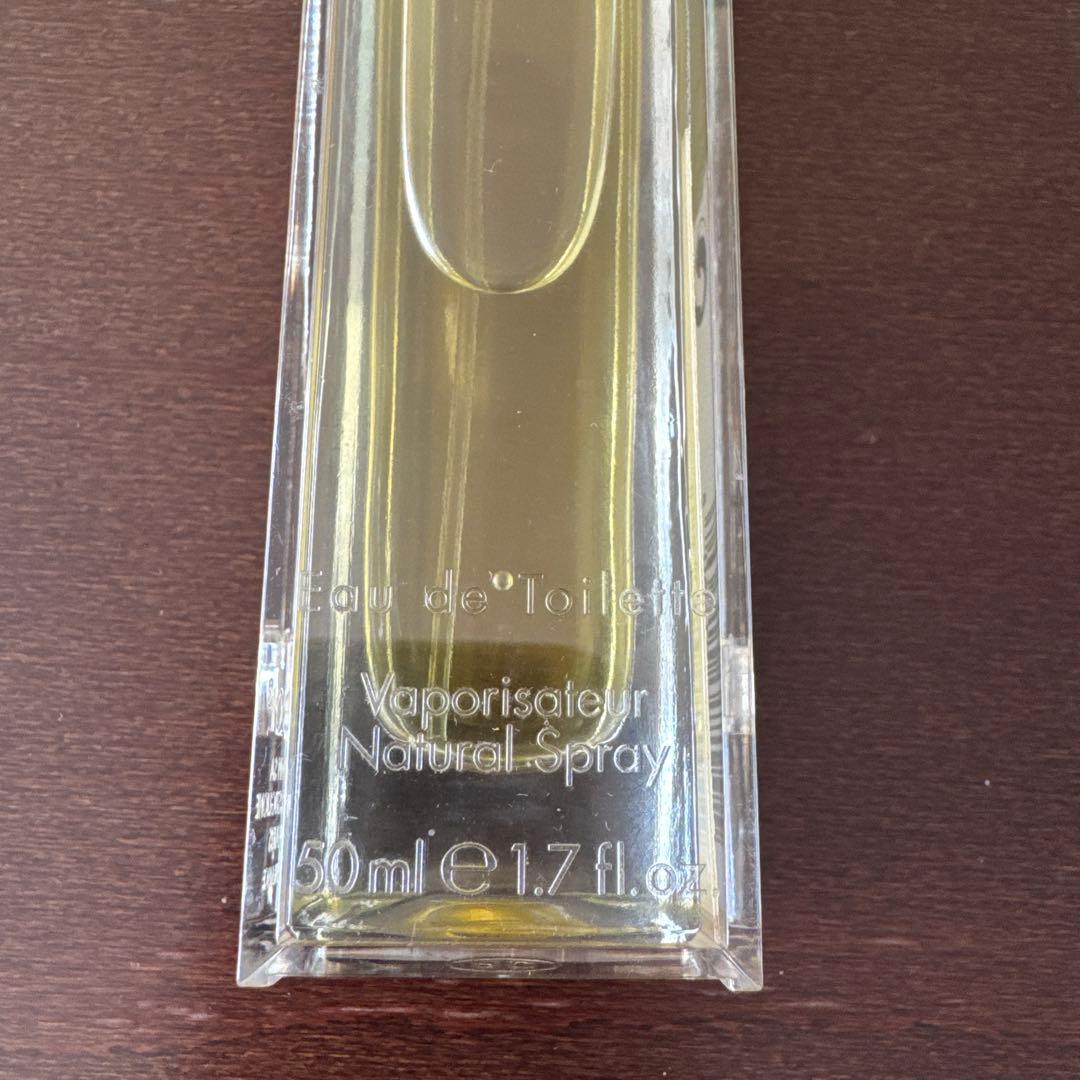 Eau de Toilette
Vaporisateur
Natural Spray
50 ml ℮ 1.7 fl. oz.